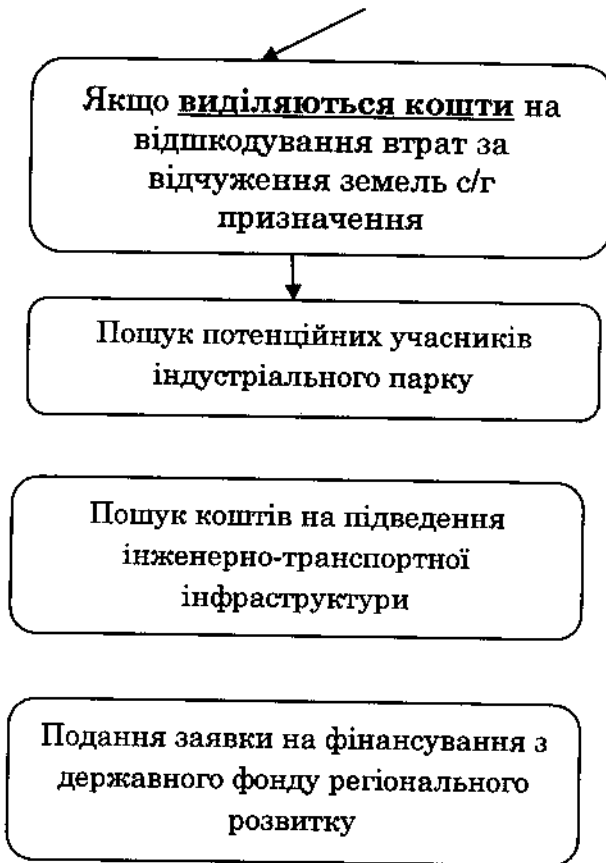 Якщо виділяються кошти на
відшкодування втрат за
відчуження земель с/г
призначення
Пошук потенційних учасників
індустріального парку
Пошук коштів на підведення
інженерно-транспортної
інфраструктури
Подання заявки на фінансування з
державного фонду регіонального
розвитку